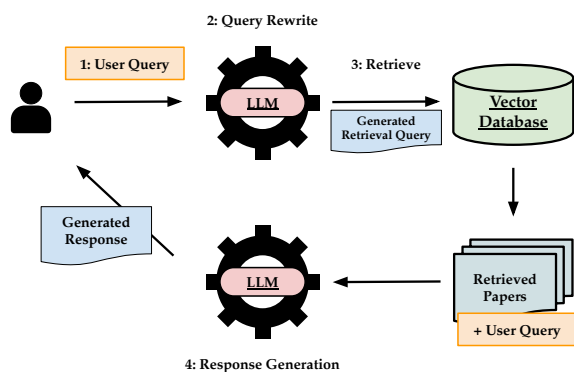 2: Query Rewrite
1: User Query
LLM
3: Retrieve
Generated
Retrieval Query
Vector
Database
Retrieved
Papers
+ User Query
LLM
4: Response Generation
Generated
Response